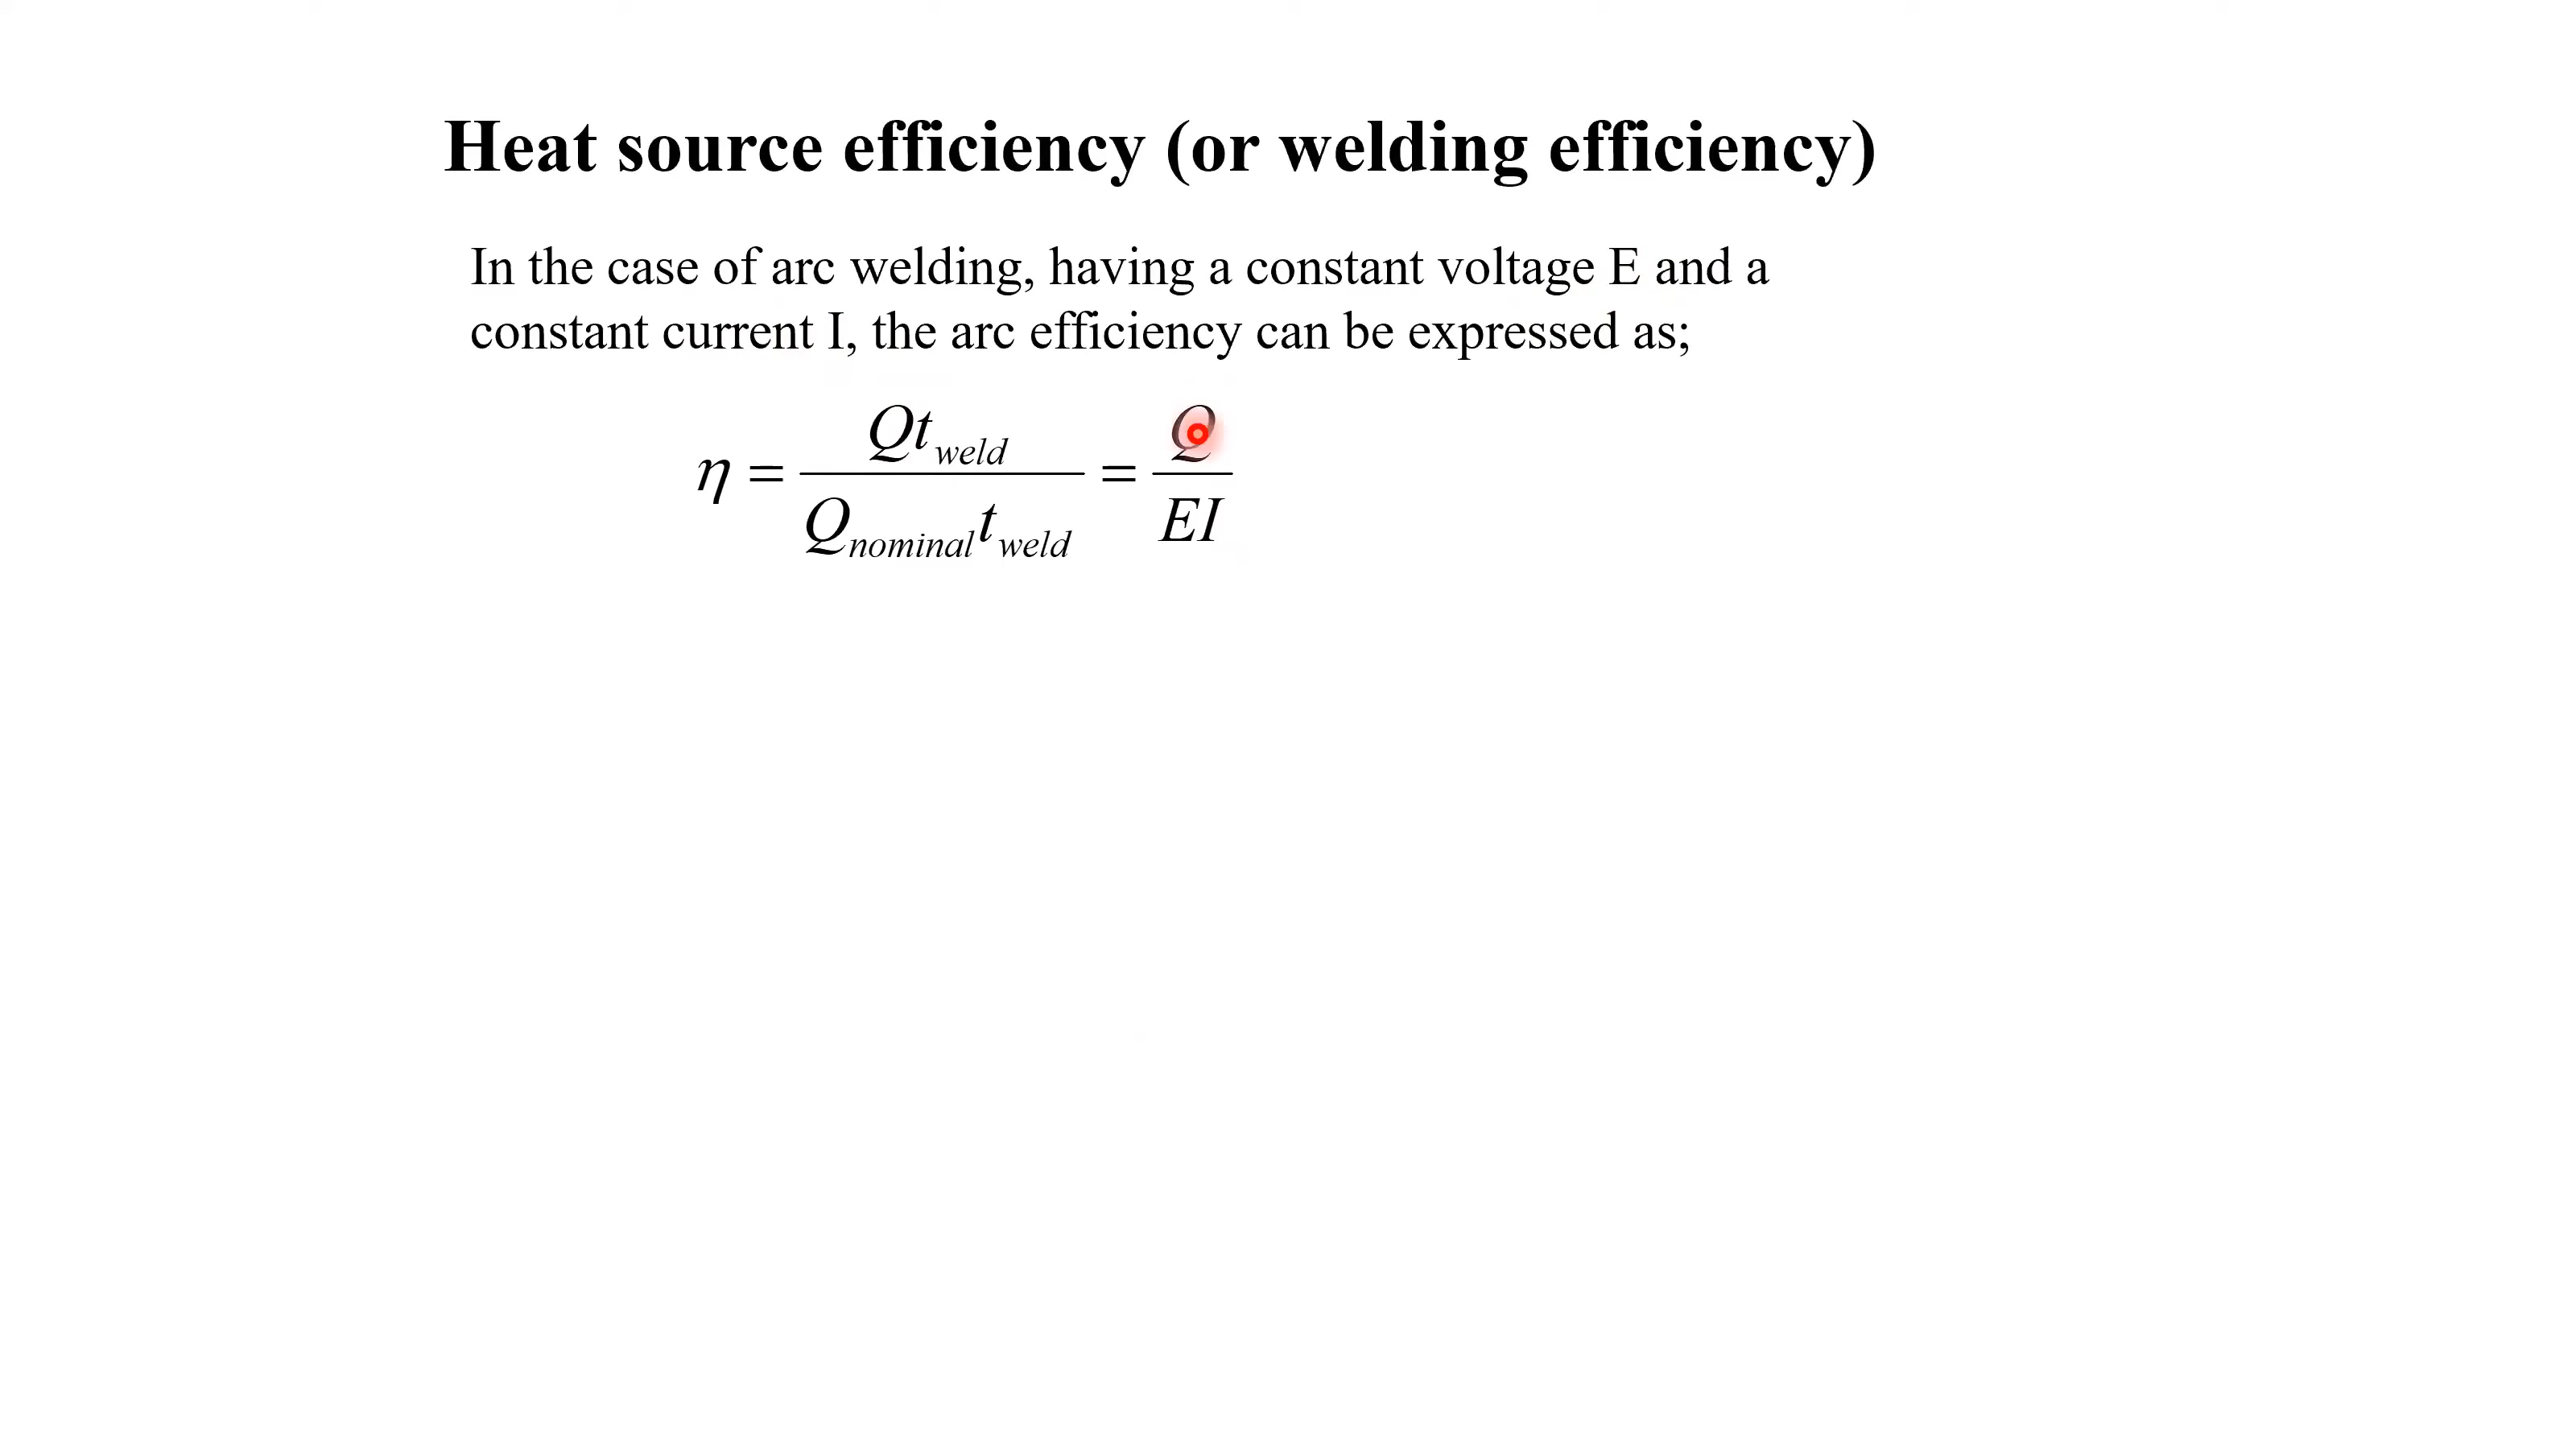 Heat source efficiency (or welding efficiency)
In the case of arc welding, having a constant voltage E and a
constant current I, the arc efficiency can be expressed as;
η = Qt_weld / Q_nominal t_weld = Q / EI